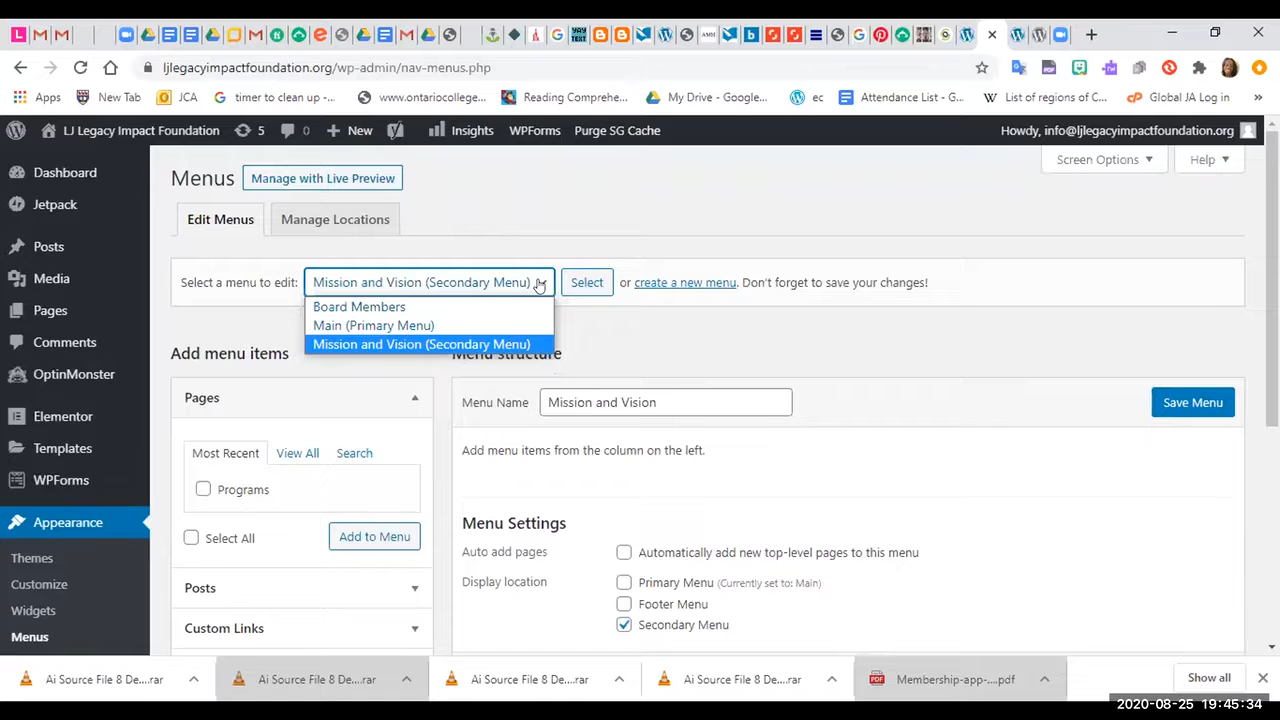 ljlegacyimpactfoundation.org/wp-admin/nav-menus.php
Apps
New Tab
JCA
timer to clean up -...
www.ontariocollege...
Reading Comprehe...
My Drive - Google...
ec
Attendance List - G...
List of regions of C...
Global JA Log in
»
LJ Legacy Impact Foundation
5
0
New
Insights
WPForms
Purge SG Cache
Howdy, info@ljlegacyimpactfoundation.org
Dashboard
Jetpack
Posts
Media
Pages
Comments
OptinMonster
Elementor
Templates
WPForms
Appearance
Themes
Customize
Widgets
Menus
Screen Options
Help
Menus
Manage with Live Preview
Edit Menus
Manage Locations
Select a menu to edit:
Mission and Vision (Secondary Menu)
Select
or create a new menu. Don't forget to save your changes!
Board Members
Main (Primary Menu)
Mission and Vision (Secondary Menu)
Add menu items
Menu structure
Pages
Most Recent
View All
Search
Programs
Select All
Add to Menu
Posts
Custom Links
Menu Name
Mission and Vision
Save Menu
Add menu items from the column on the left.
Menu Settings
Auto add pages
Automatically add new top-level pages to this menu
Display location
Primary Menu (Currently set to: Main)
Footer Menu
Secondary Menu
Ai Source File 8 De....rar
Ai Source File 8 De....rar
Ai Source File 8 De....rar
Ai Source File 8 De....rar
Membership-app-....pdf
Show all
2020-08-25 19:45:34